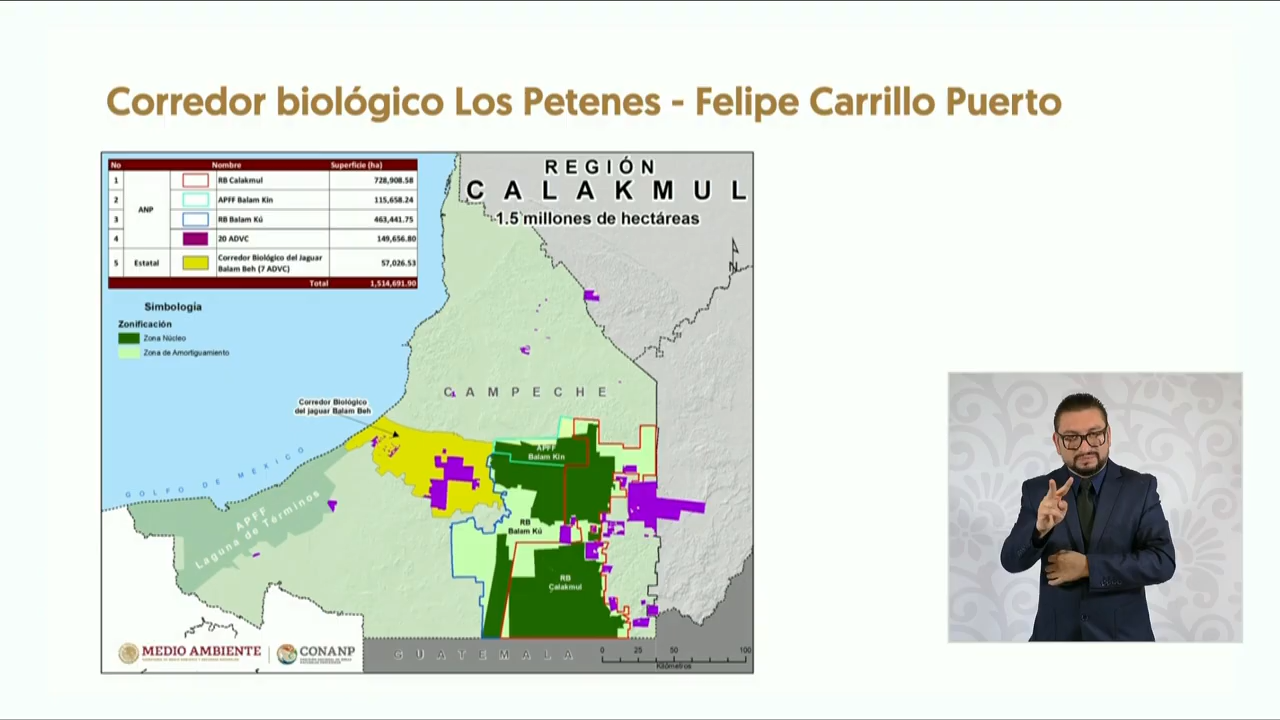 Corredor biológico Los Petenes - Felipe Carrillo Puerto
No Nombre Superficie (ha)
1 RB Calakmul 728,908.58
2 APFF Balam Kin 115,658.24
ANP
3 RB Balam Kú 463,441.75
4 20 ADVC 149,656.80
5 Estatal Corredor Biológico del Jaguar
Balam Beh (7 ADVC) 57,026.53
Total 1,514,691.90
REGIÓN
CALAKMUL
1.5 millones de hectáreas
N
Simbología
Zonificación
Zona Núcleo
Zona de Amortiguamiento
CAMPECHE
Corredor Biológico
del jaguar Balam Beh
GOLFO DE MÉXICO
APFF
Laguna de Términos
APFF
Balam Kin
RB
Balam Kú
RB
Calakmul
GUATEMALA
0 25 50 100
Kilómetros
MEDIO AMBIENTE
CONANP